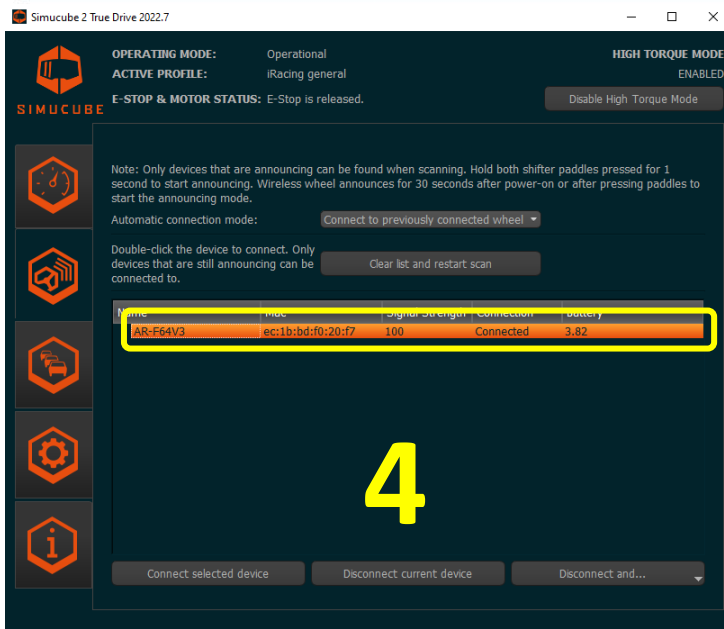 Simucube 2 True Drive 2022.7
OPERATING MODE: Operational
HIGH TORQUE MODE
ACTIVE PROFILE: iRacing general
ENABLED
E-STOP & MOTOR STATUS: E-Stop is released.
Disable High Torque Mode
SIMUCUBE
Note: Only devices that are announcing can be found when scanning. Hold both shifter paddles pressed for 1
second to start announcing. Wireless wheel announces for 30 seconds after power-on or after pressing paddles to
start the announcing mode.
Automatic connection mode: Connect to previously connected wheel
Double-click the device to connect. Only
devices that are still announcing can be
connected to.
Clear list and restart scan
Name Mac Signal Strength Connection Battery
AR-F64V3 ec:1b:bd:f0:20:f7 100 Connected 3.82
4
Connect selected device Disconnect current device Disconnect and...